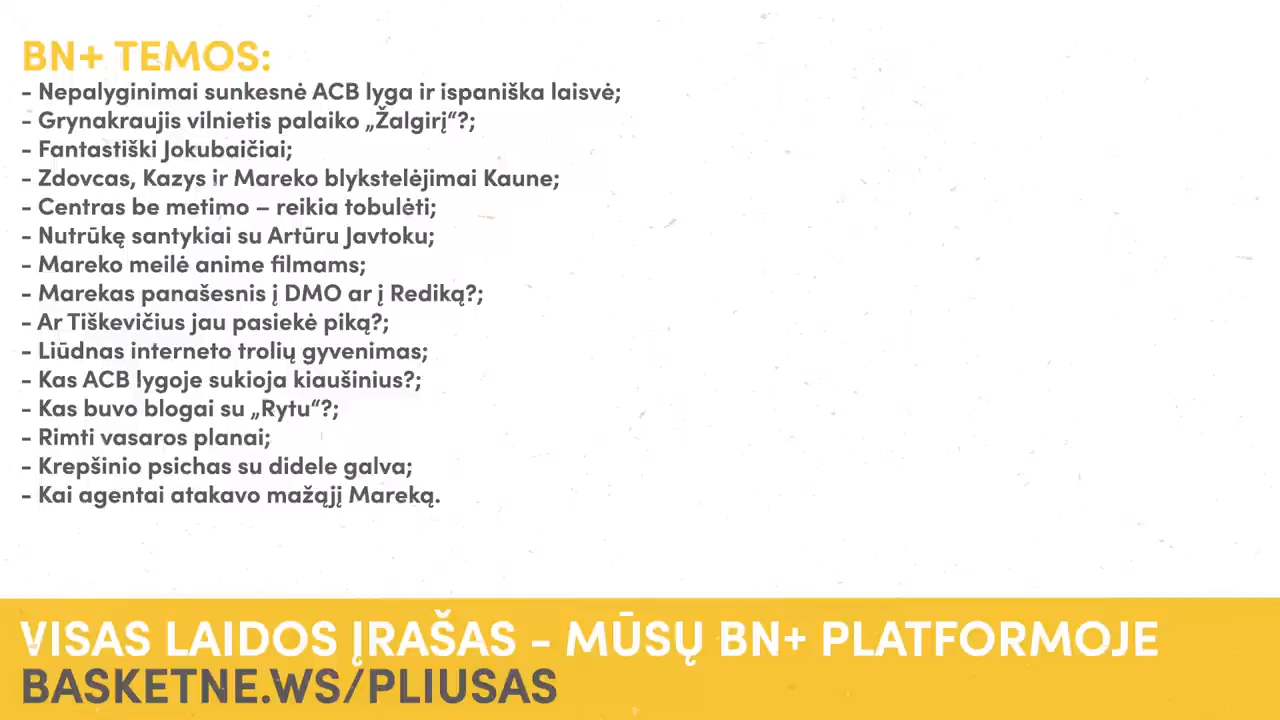 BN+ TEMOS:
- Nepalyginimai sunkesnė ACB lyga ir ispaniška laisvė;
- Grynakraujis vilnietis palaiko „Žalgirį“?;
- Fantastiški Jokubaičiai;
- Zdovcas, Kazys ir Mareko blykstelėjimai Kaune;
- Centras be metimo – reikia tobulėti;
- Nutrūkę santykiai su Artūru Javtoku;
- Mareko meilė anime filmams;
- Marekas panašesnis į DMO ar į Rediką?;
- Ar Tiškevičius jau pasiekė piką?;
- Liūdnas interneto trolių gyvenimas;
- Kas ACB lygoje sukioja kiaušinius?;
- Kas buvo blogai su „Rytu“?;
- Rimti vasaros planai;
- Krepšinio psichas su didele galva;
- Kai agentai atakavo mažąjį Mareką.
VISAS LAIDOS ĮRAŠAS - MŪSŲ BN+ PLATFORMOJE
BASKETNE.WS/PLIUSAS